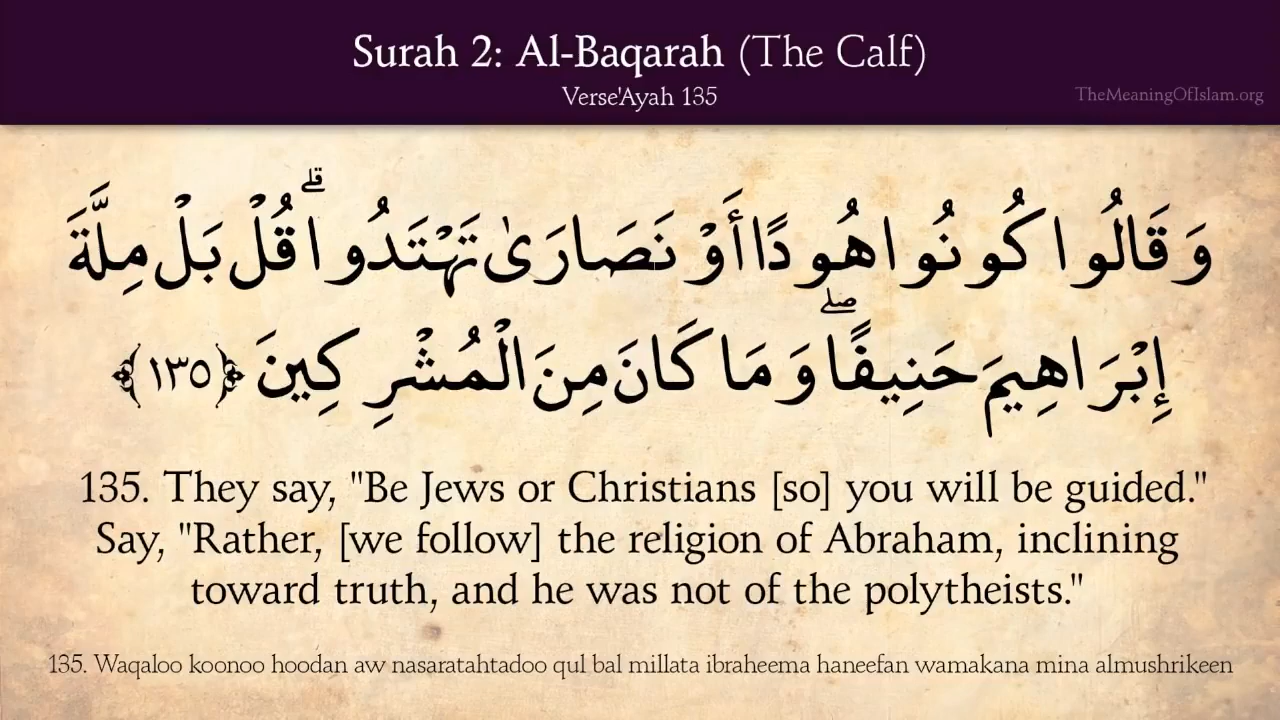 Surah 2: Al-Baqarah (The Calf)
Verse'Ayah 135
TheMeaningOfIslam.org
وَقَالُوا كُونُوا هُودًا أَوْ نَصَارَىٰ تَهْتَدُوا ۗ قُلْ بَلْ مِلَّةَ
إِبْرَاهِيمَ حَنِيفًا ۖ وَمَا كَانَ مِنَ الْمُشْرِكِينَ ﴿١٣٥﴾
135. They say, "Be Jews or Christians [so] you will be guided."
Say, "Rather, [we follow] the religion of Abraham, inclining
toward truth, and he was not of the polytheists."
135. Waqaloo koonoo hoodan aw nasaratahtadoo qul bal millata ibraheema haneefan wamakana mina almushrikeen